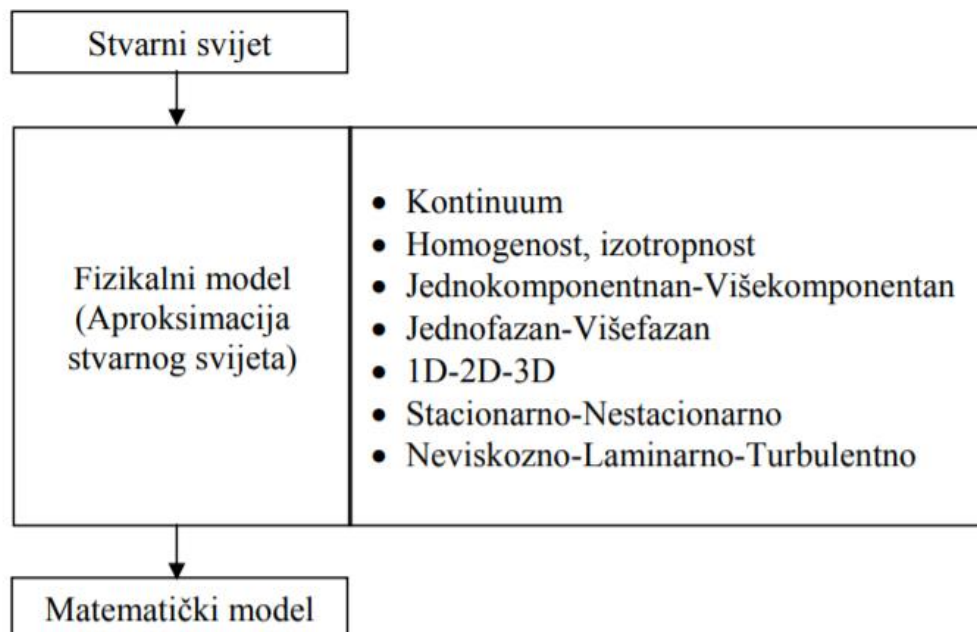 Stvarni svijet
Fizikalni model
(Aproksimacija
stvarnog svijeta)
• Kontinuum
• Homogenost, izotropnost
• Jednokomponentnan-Višekomponentan
• Jednofazan-Višefazan
• 1D-2D-3D
• Stacionarno-Nestacionarno
• Neviskozno-Laminarno-Turbulentno
Matematički model